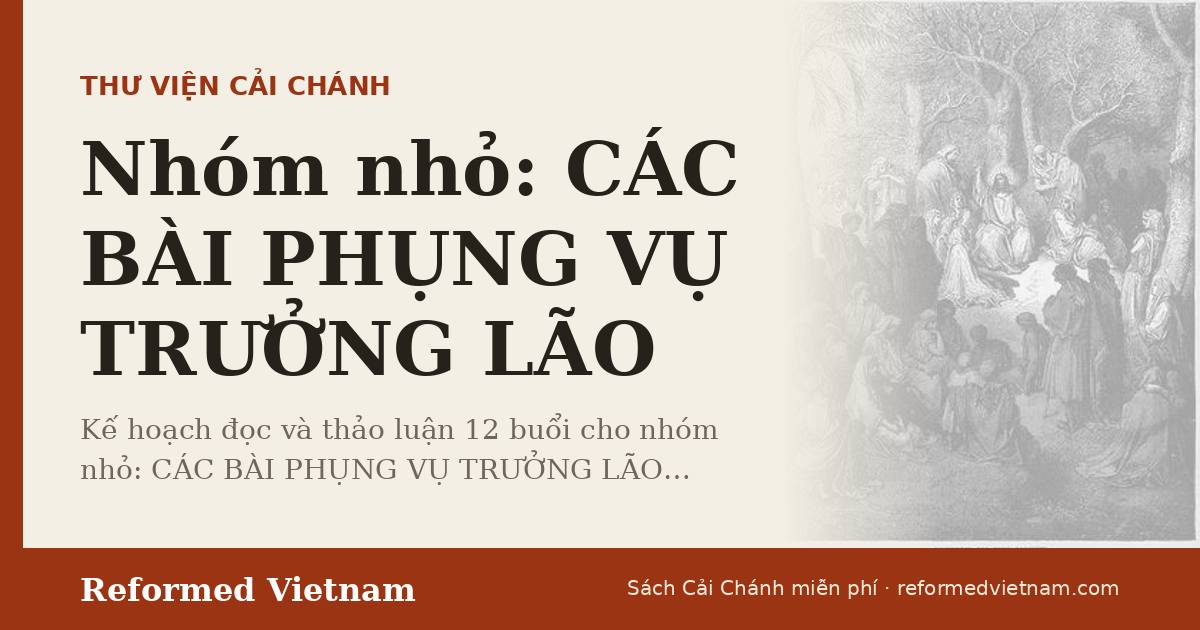 THƯ VIỆN CẢI CHÁNH
Nhóm nhỏ: CÁC
BÀI PHỤNG VỤ
TRƯỞNG LÃO
Kế hoạch đọc và thảo luận 12 buổi cho nhóm
nhỏ: CÁC BÀI PHỤNG VỤ TRƯỞNG LÃO...
Reformed Vietnam
Sách Cải Chánh miễn phí · reformedvietnam.com